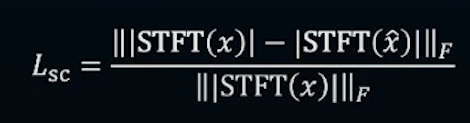 L_sc = ‖|STFT(x)| − |STFT(x̂)|‖_F / ‖|STFT(x)|‖_F